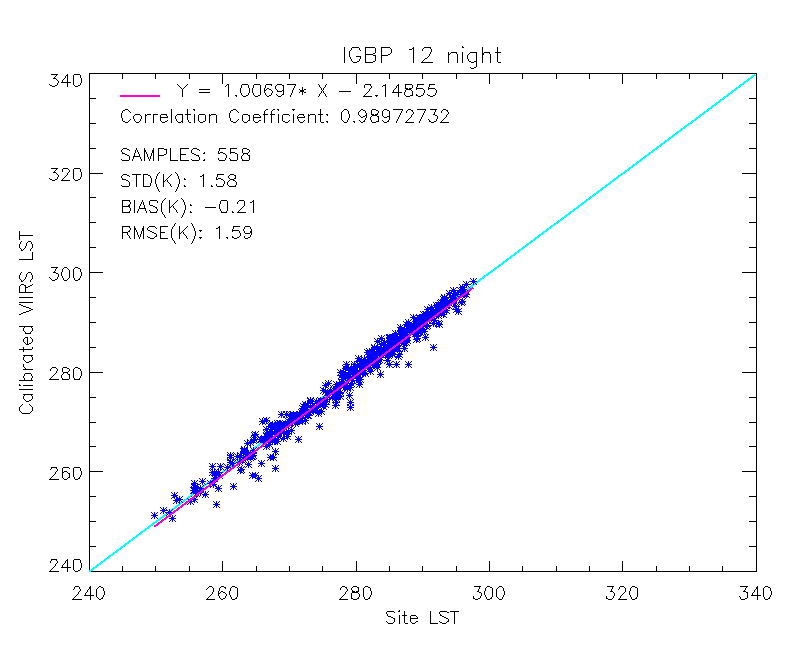 IGBP 12 night
Y = 1.00697* X − 2.14855
Correlation Coefficient: 0.98972732
SAMPLES: 558
STD(K): 1.58
BIAS(K): −0.21
RMSE(K): 1.59
Calibrated VIIRS LST
340
320
300
280
260
240
240 260 280 300 320 340
Site LST